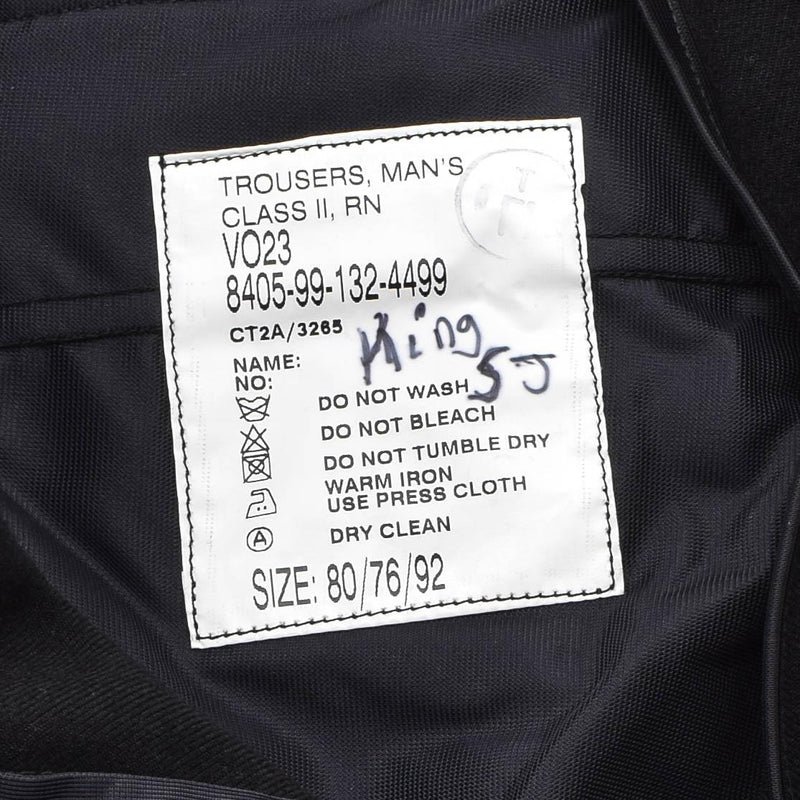 TROUSERS, MAN'S
CLASS II, RN
VO23
8405-99-132-4499
CT2A/3265
King
SJ
NAME:
NO:
DO NOT WASH
DO NOT BLEACH
DO NOT TUMBLE DRY
WARM IRON
USE PRESS CLOTH
A DRY CLEAN
SIZE: 80/76/92